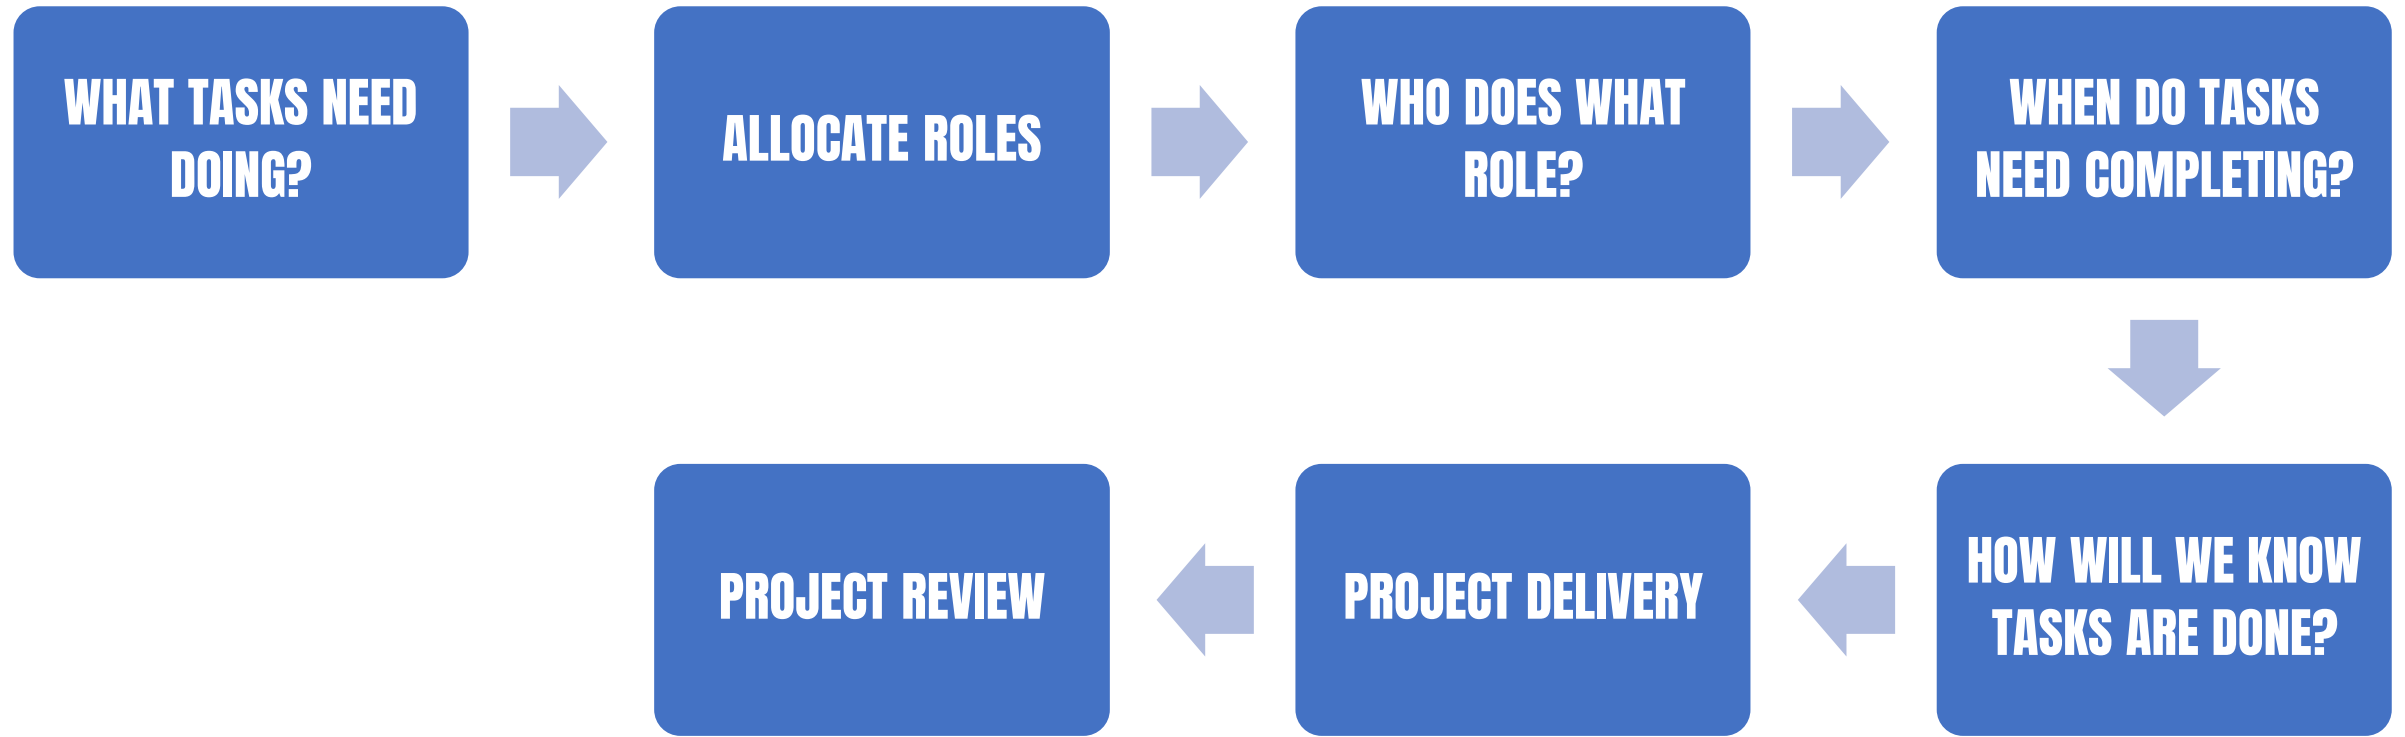 WHAT TASKS NEED
DOING?
ALLOCATE ROLES
WHO DOES WHAT
ROLE?
WHEN DO TASKS
NEED COMPLETING?
HOW WILL WE KNOW
TASKS ARE DONE?
PROJECT DELIVERY
PROJECT REVIEW